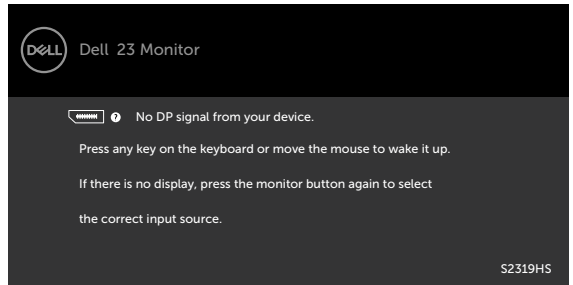 DELL
Dell 23 Monitor
? No DP signal from your device.
Press any key on the keyboard or move the mouse to wake it up.
If there is no display, press the monitor button again to select
the correct input source.
S2319HS